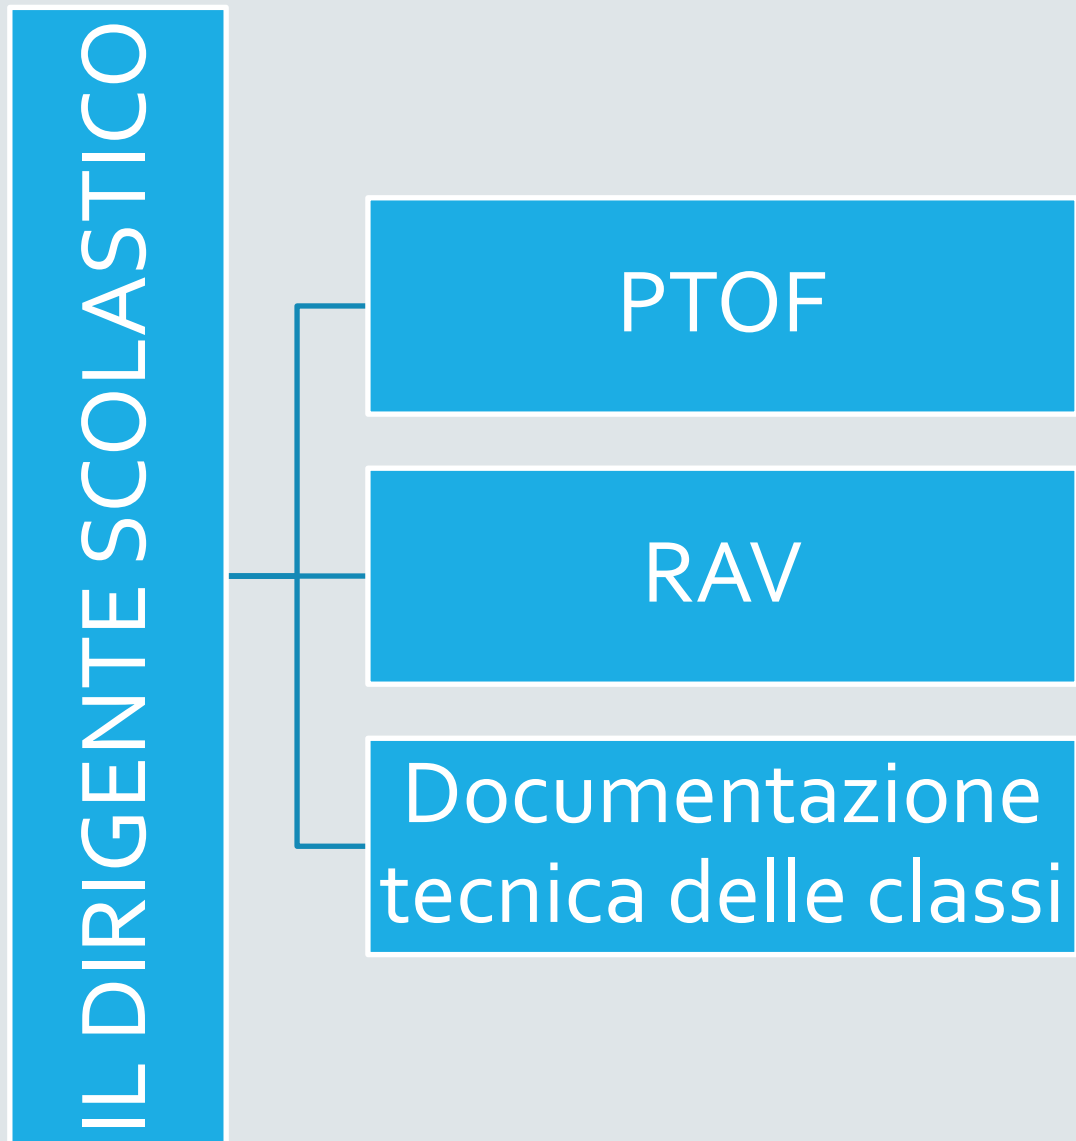 IL DIRIGENTE SCOLASTICO
PTOF
RAV
Documentazione
tecnica delle classi